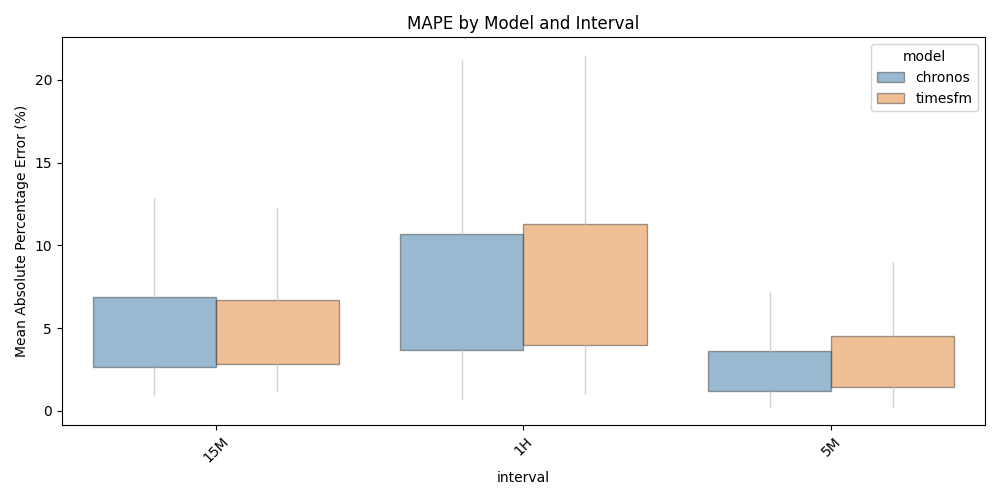 MAPE by Model and Interval
model
chronos
timesfm
Mean Absolute Percentage Error (%)
20
15
10
5
0
15M
1H
5M
interval